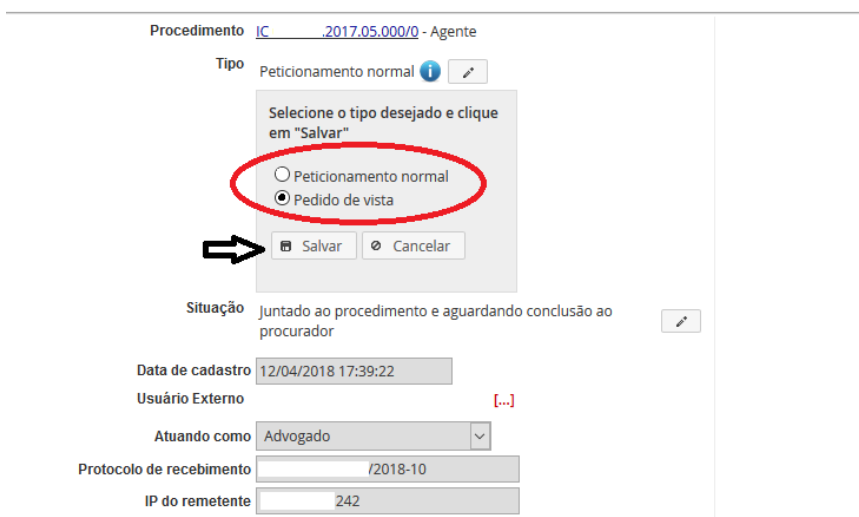 Procedimento IC .2017.05.000/0 - Agente
Tipo Peticionamento normal i
Selecione o tipo desejado e clique
em "Salvar"
Peticionamento normal
Pedido de vista
Salvar Cancelar
Situação Juntado ao procedimento e aguardando conclusão ao
procurador
Data de cadastro 12/04/2018 17:39:22
Usuário Externo [...]
Atuando como Advogado
Protocolo de recebimento /2018-10
IP do remetente 242